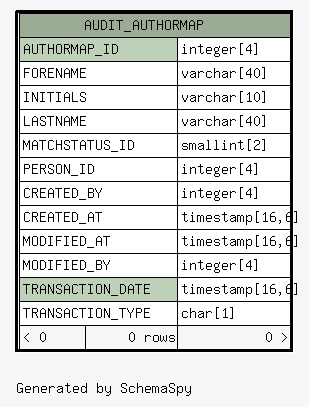 AUDIT_AUTHORMAP
AUTHORMAP_ID integer[4]
FORENAME varchar[40]
INITIALS varchar[10]
LASTNAME varchar[40]
MATCHSTATUS_ID smallint[2]
PERSON_ID integer[4]
CREATED_BY integer[4]
CREATED_AT timestamp[16,6]
MODIFIED_AT timestamp[16,6]
MODIFIED_BY integer[4]
TRANSACTION_DATE timestamp[16,6]
TRANSACTION_TYPE char[1]
< 0 0 rows 0 >
Generated by SchemaSpy